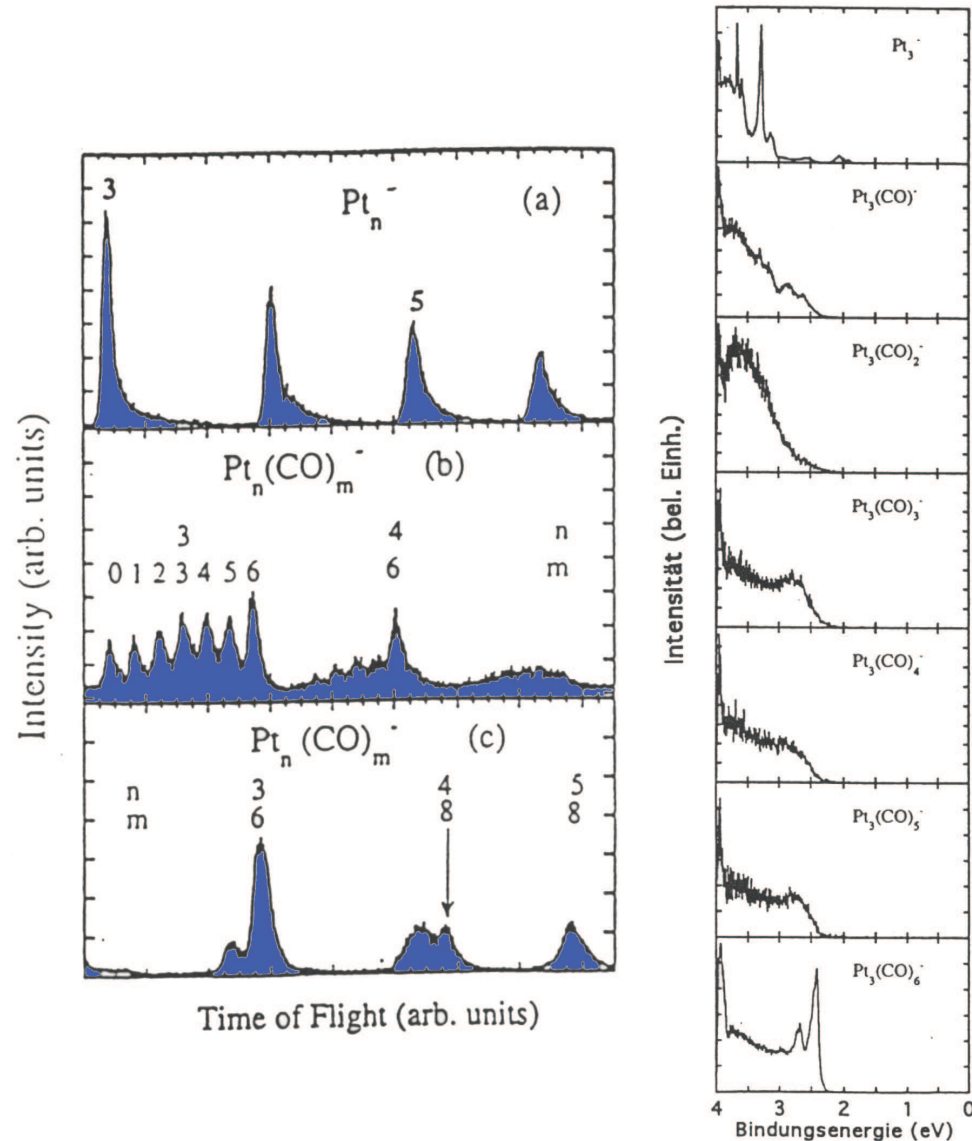 Intensity (arb. units)
3
Pt_n^- (a)
5
Pt_n(CO)_m^- (b)
3 4 n
0 1 2 3 4 5 6 6 m
Pt_n(CO)_m^- (c)
n 3 4 5
m 6 8 8
Time of Flight (arb. units)
Intensität (bel. Einh.)
Pt_3^-
Pt_3(CO)^-
Pt_3(CO)_2^-
Pt_3(CO)_3^-
Pt_3(CO)_4^-
Pt_3(CO)_5^-
Pt_3(CO)_6^-
4 3 2 1 0
Bindungsenergie (eV)